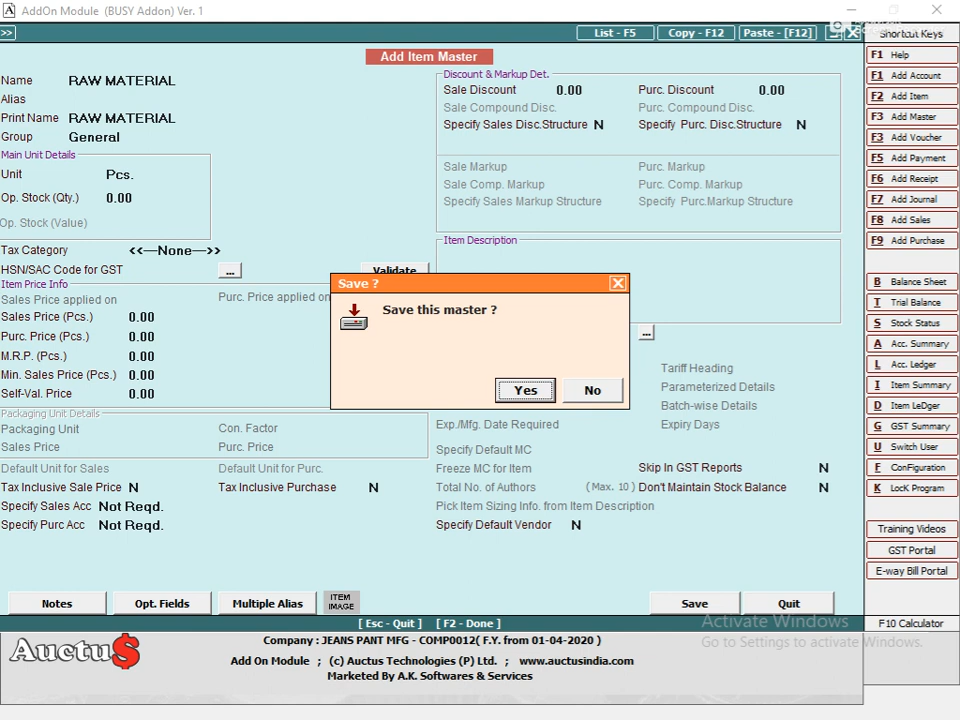 AddOn Module (BUSY Addon) Ver. 1
>> List - F5 Copy - F12 Paste - [F12] Shortcut Keys
Add Item Master
Name RAW MATERIAL
Alias
Print Name RAW MATERIAL
Group General
Main Unit Details
Unit Pcs.
Op. Stock (Qty.) 0.00
Op. Stock (Value)
Tax Category <<—None—>>
HSN/SAC Code for GST ... Validate
Item Price Info
Sales Price applied on Purc. Price applied on
Sales Price (Pcs.) 0.00
Purc. Price (Pcs.) 0.00
M.R.P. (Pcs.) 0.00
Min. Sales Price (Pcs.) 0.00
Self-Val. Price 0.00
Packaging Unit Details
Packaging Unit Con. Factor
Sales Price Purc. Price
Default Unit for Sales Default Unit for Purc.
Tax Inclusive Sale Price N Tax Inclusive Purchase N
Specify Sales Acc Not Reqd.
Specify Purc Acc Not Reqd.
Discount & Markup Det.
Sale Discount 0.00 Purc. Discount 0.00
Sale Compound Disc. Purc. Compound Disc.
Specify Sales Disc.Structure N Specify Purc. Disc.Structure N
Sale Markup Purc. Markup
Sale Comp. Markup Purc. Comp. Markup
Specify Sales Markup Structure Specify Purc.Markup Structure
Item Description
...
Save ?
Save this master ?
Yes No
Tariff Heading
Parameterized Details
Batch-wise Details
Exp./Mfg. Date Required Expiry Days
Specify Default MC
Freeze MC for Item Skip In GST Reports N
Total No. of Authors ( Max. 10 ) Don't Maintain Stock Balance N
Pick Item Sizing Info. from Item Description
Specify Default Vendor N
Notes Opt. Fields Multiple Alias ITEM IMAGE Save Quit
[ Esc - Quit ] [ F2 - Done ]
F1 Help
F1 Add Account
F2 Add Item
F3 Add Master
F3 Add Voucher
F5 Add Payment
F6 Add Receipt
F7 Add Journal
F8 Add Sales
F9 Add Purchase
B Balance Sheet
T Trial Balance
S Stock Status
A Acc. Summary
L Acc. Ledger
I Item Summary
D Item LeDger
G GST Summary
U Switch User
F ConFiguration
K LocK Program
Training Videos
GST Portal
E-way Bill Portal
F10 Calculator
Activate Windows
Go to Settings to activate Windows.
Auctu$
Company : JEANS PANT MFG - COMP0012( F.Y. from 01-04-2020 )
Add On Module ; (c) Auctus Technologies (P) Ltd. ; www.auctusindia.com
Marketed By A.K. Softwares & Services